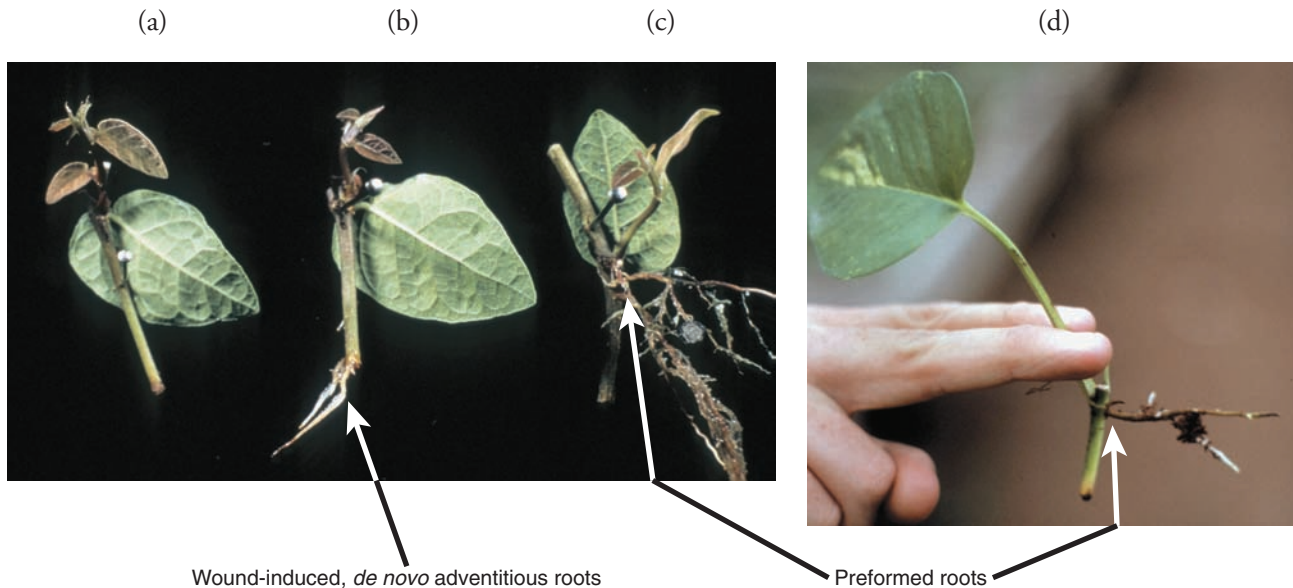 (a) (b) (c) (d)
Wound-induced, de novo adventitious roots Preformed roots